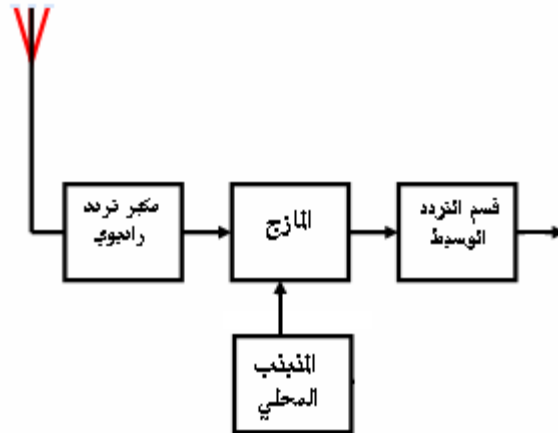 مكبر تردد
راديوي
المازج
قسم التردد
الوسيط
المذبذب
المحلي